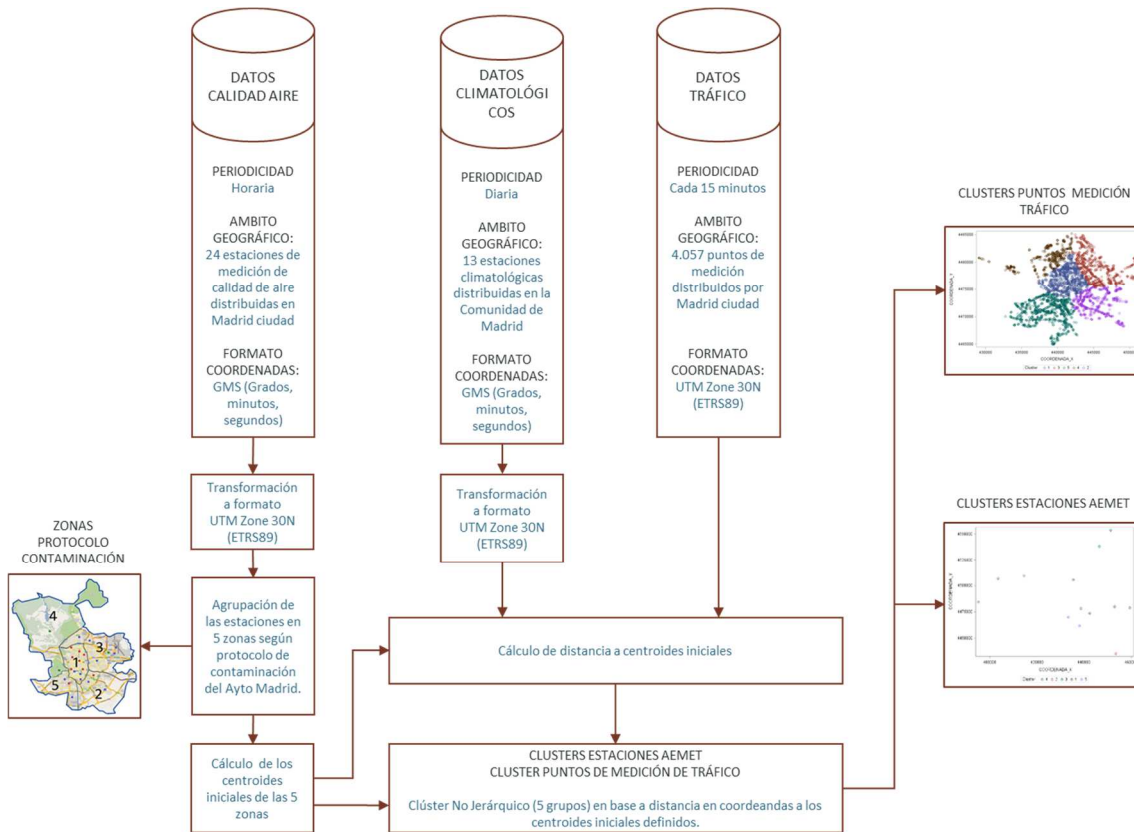 DATOS
CALIDAD AIRE
PERIODICIDAD
Horaria
AMBITO
GEOGRÁFICO:
24 estaciones de
medición de
calidad de aire
distribuidas en
Madrid ciudad
FORMATO
COORDENADAS:
GMS (Grados,
minutos,
segundos)
DATOS
CLIMATOLÓGI
COS
PERIODICIDAD
Diaria
AMBITO
GEOGRÁFICO:
13 estaciones
climatológicas
distribuidas en la
Comunidad de
Madrid
FORMATO
COORDENADAS:
GMS (Grados,
minutos,
segundos)
DATOS
TRÁFICO
PERIODICIDAD
Cada 15 minutos
AMBITO
GEOGRÁFICO:
4.057 puntos de
medición
distribuidos por
Madrid ciudad
FORMATO
COORDENADAS:
UTM Zone 30N
(ETRS89)
Transformación
a formato
UTM Zone 30N
(ETRS89)
Transformación
a formato
UTM Zone 30N
(ETRS89)
ZONAS
PROTOCOLO
CONTAMINACIÓN
4
3
1
5
2
Agrupación de
las estaciones en
5 zonas según
protocolo de
contaminación
del Ayto Madrid.
Cálculo de distancia a centroides iniciales
Cálculo de los
centroides
iniciales de las 5
zonas
CLUSTERS ESTACIONES AEMET
CLUSTER PUNTOS DE MEDICIÓN DE TRÁFICO
Clúster No Jerárquico (5 grupos) en base a distancia en coordeandas a los
centroides iniciales definidos.
CLUSTERS PUNTOS MEDICIÓN
TRÁFICO
COORDENADA_Y
COORDENADA_X
Cluster
CLUSTERS ESTACIONES AEMET
COORDENADA_Y
COORDENADA_X
Cluster